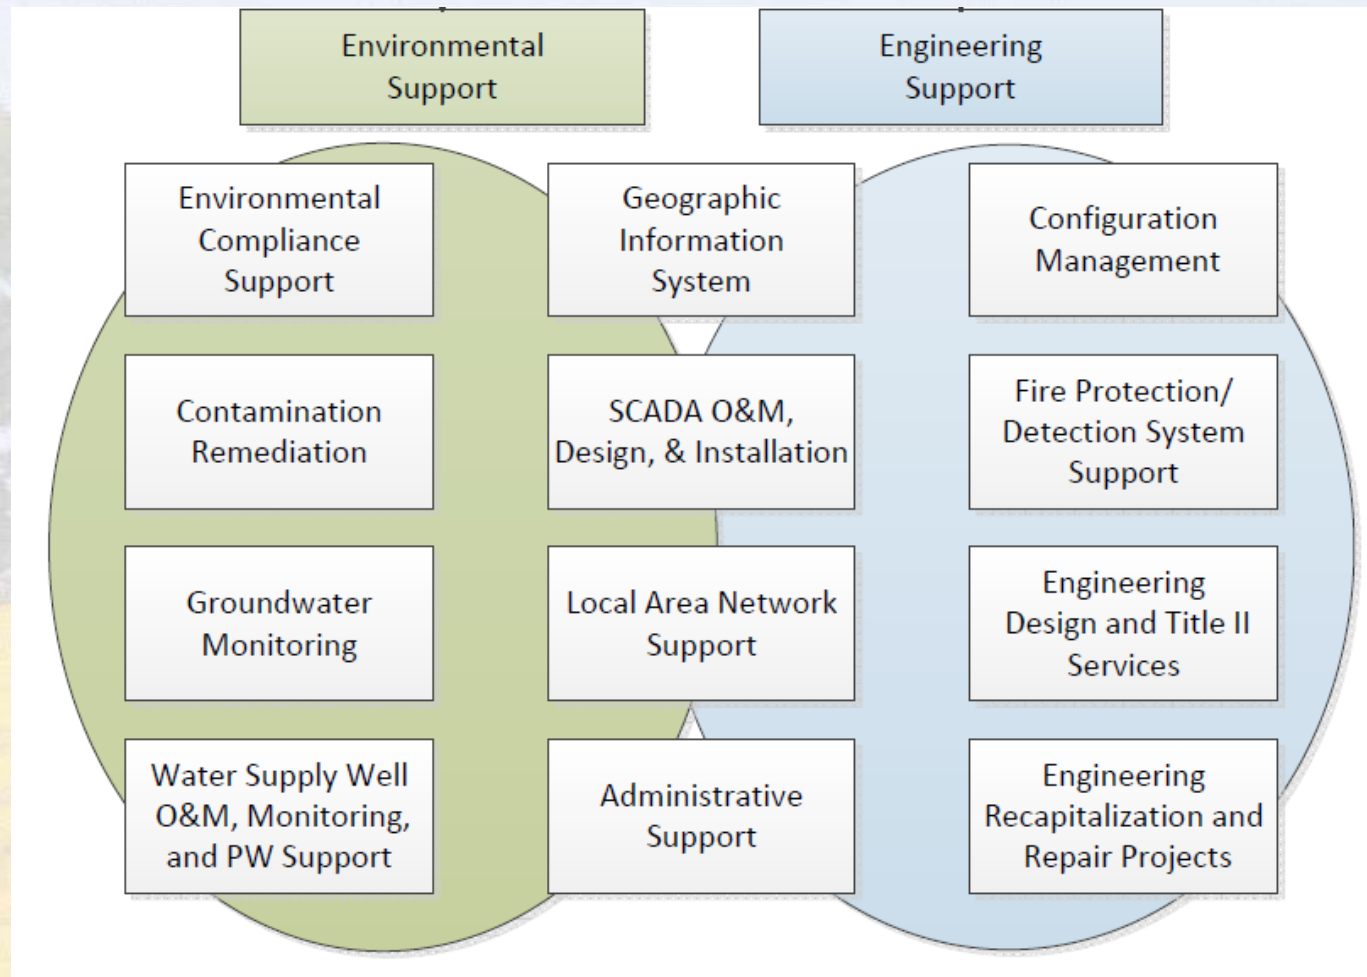 Environmental
Support
Engineering
Support
Environmental
Compliance
Support
Geographic
Information
System
Configuration
Management
Contamination
Remediation
SCADA O&M,
Design, & Installation
Fire Protection/
Detection System
Support
Groundwater
Monitoring
Local Area Network
Support
Engineering
Design and Title II
Services
Water Supply Well
O&M, Monitoring,
and PW Support
Administrative
Support
Engineering
Recapitalization and
Repair Projects